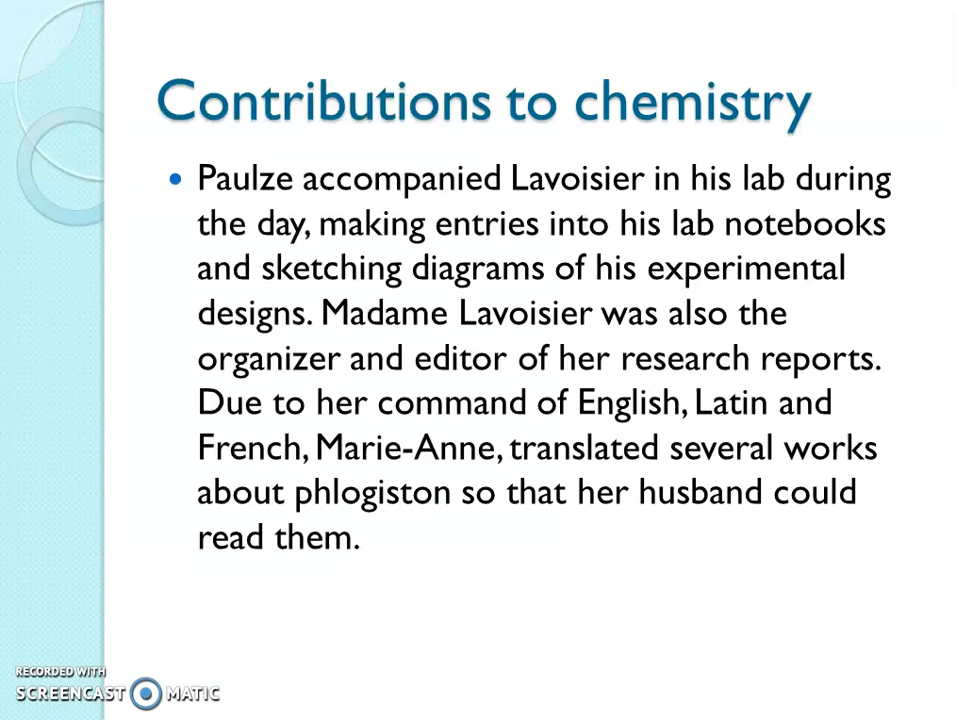 Contributions to chemistry
• Paulze accompanied Lavoisier in his lab during
the day, making entries into his lab notebooks
and sketching diagrams of his experimental
designs. Madame Lavoisier was also the
organizer and editor of her research reports.
Due to her command of English, Latin and
French, Marie-Anne, translated several works
about phlogiston so that her husband could
read them.
RECORDED WITH
SCREENCAST MATIC